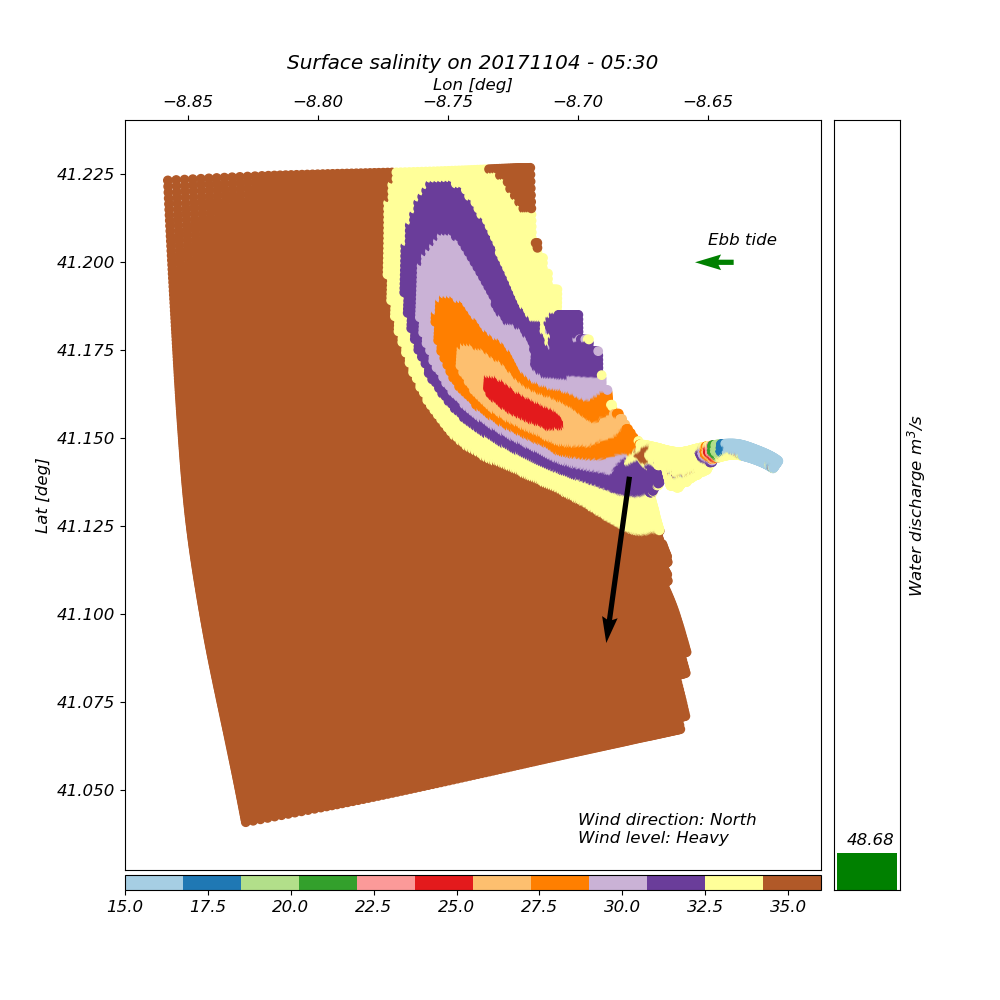 Surface salinity on 20171104 - 05:30
Lon [deg]
−8.85 −8.80 −8.75 −8.70 −8.65
41.225
41.200
41.175
41.150
41.125
41.100
41.075
41.050
Lat [deg]
Ebb tide
Wind direction: North
Wind level: Heavy
Water discharge m³/s
48.68
15.0 17.5 20.0 22.5 25.0 27.5 30.0 32.5 35.0